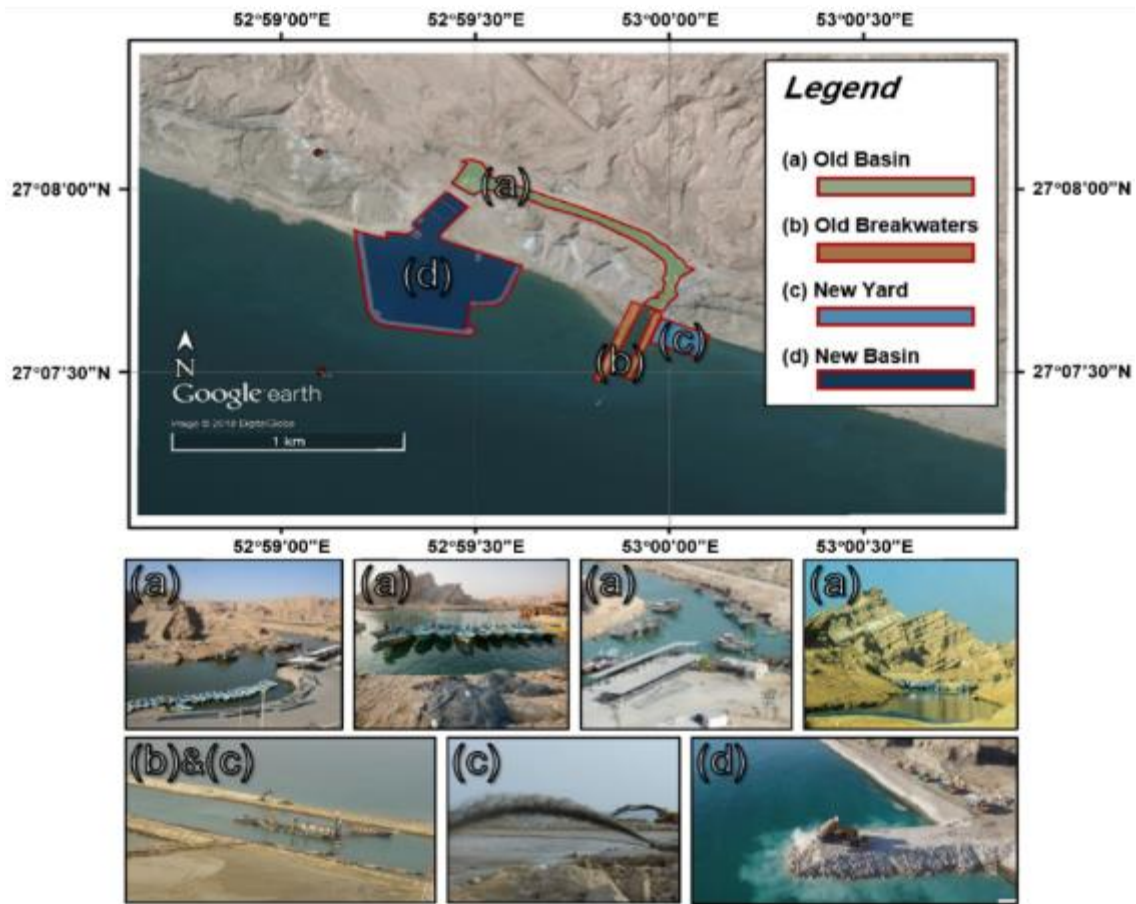 52°59'00"E 52°59'30"E 53°00'00"E 53°00'30"E
Legend
(a) Old Basin
(b) Old Breakwaters
(c) New Yard
(d) New Basin
27°08'00"N
27°08'00"N
(a)
(d)
(c)
(b)
27°07'30"N
27°07'30"N
N
Google earth
Image © 2018 DigitalGlobe
1 km
52°59'00"E 52°59'30"E 53°00'00"E 53°00'30"E
(a)
(a)
(a)
(a)
(b)&(c)
(c)
(d)